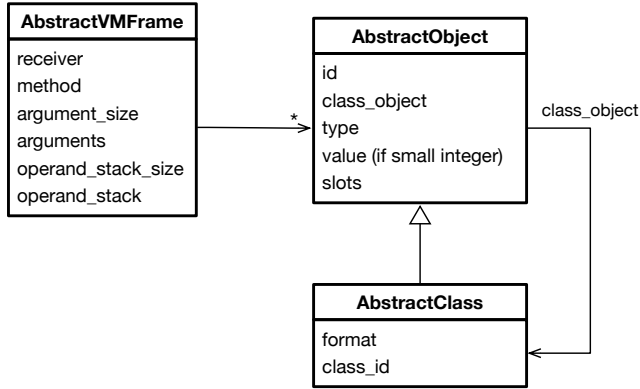 AbstractVMFrame
receiver
method
argument_size
arguments
operand_stack_size
operand_stack
*
AbstractObject
id
class_object
type
value (if small integer)
slots
class_object
AbstractClass
format
class_id